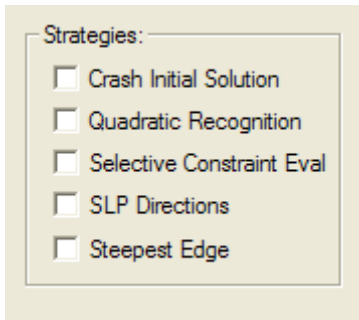 Strategies:
Crash Initial Solution
Quadratic Recognition
Selective Constraint Eval
SLP Directions
Steepest Edge